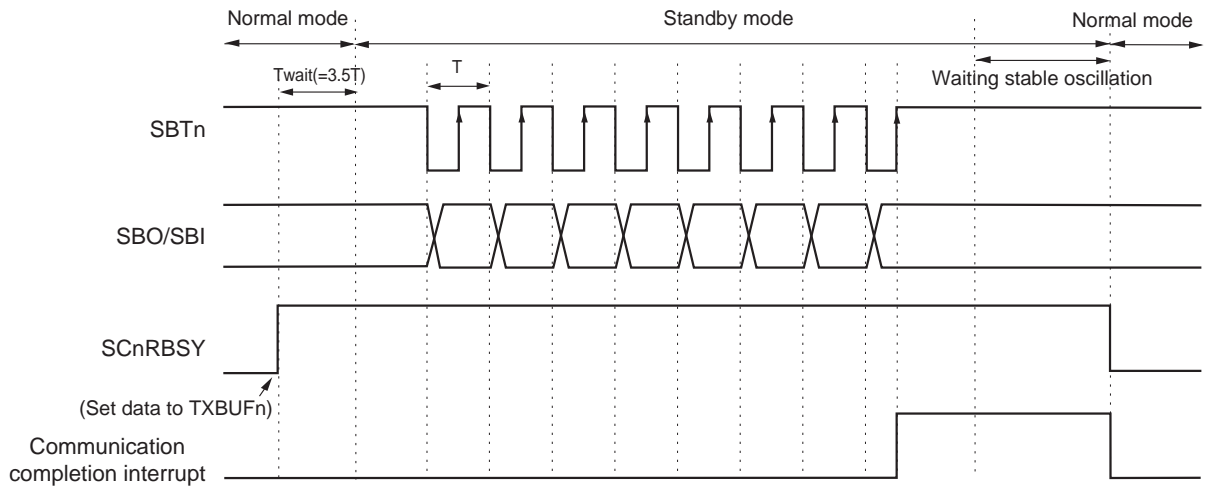 Normal mode
Standby mode
Normal mode
Twait(=3.5T)
T
Waiting stable oscillation
SBTn
SBO/SBI
SCnRBSY
(Set data to TXBUFn)
Communication
completion interrupt